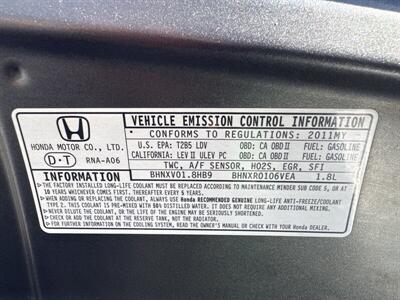 VEHICLE EMISSION CONTROL INFORMATION
CONFORMS TO REGULATIONS: 2011MY
HONDA MOTOR CO., LTD.
U.S. EPA: T2B5 LDV OBD: CA OBD II FUEL: GASOLINE
CALIFORNIA: LEV II ULEV PC OBD: CA OBD II FUEL: GASOLINE
D·T RNA-A06
TWC, A/F SENSOR, HO2S, EGR, SFI
BHNXV01.8HB9 BHNXR0106VEA 1.8L
FURTHER INFORMATION
THE FACTORY INSTALLED LONG-LIFE COOLANT MUST BE REPLACED ACCORDING TO MAINTENANCE MINDER SUB CODE 5, OR AT
10 YEARS WHICHEVER COMES FIRST. THEREAFTER EVERY 5 YEARS.
WHEN ADDING OR REPLACING THE COOLANT, ALWAYS USE Honda RECOMMENDED GENUINE LONG-LIFE ANTI-FREEZE/COOLANT
TYPE 2. THIS COOLANT IS PRE-MIXED WITH 50% DISTILLED WATER. IT DOES NOT REQUIRE ANY ADDITIONAL MIXING.
NEVER DILUTE THE COOLANT, OR THE ENGINE MAY BE SERIOUSLY SHORTENED.
CHECK OR ADD THE COOLANT AT THE RESERVE TANK, NOT THE RADIATOR.
FOR FURTHER INFORMATION ON THE COOLING SYSTEM, READ THE OWNER'S MANUAL OR CHECK WITH YOUR Honda DEALER.